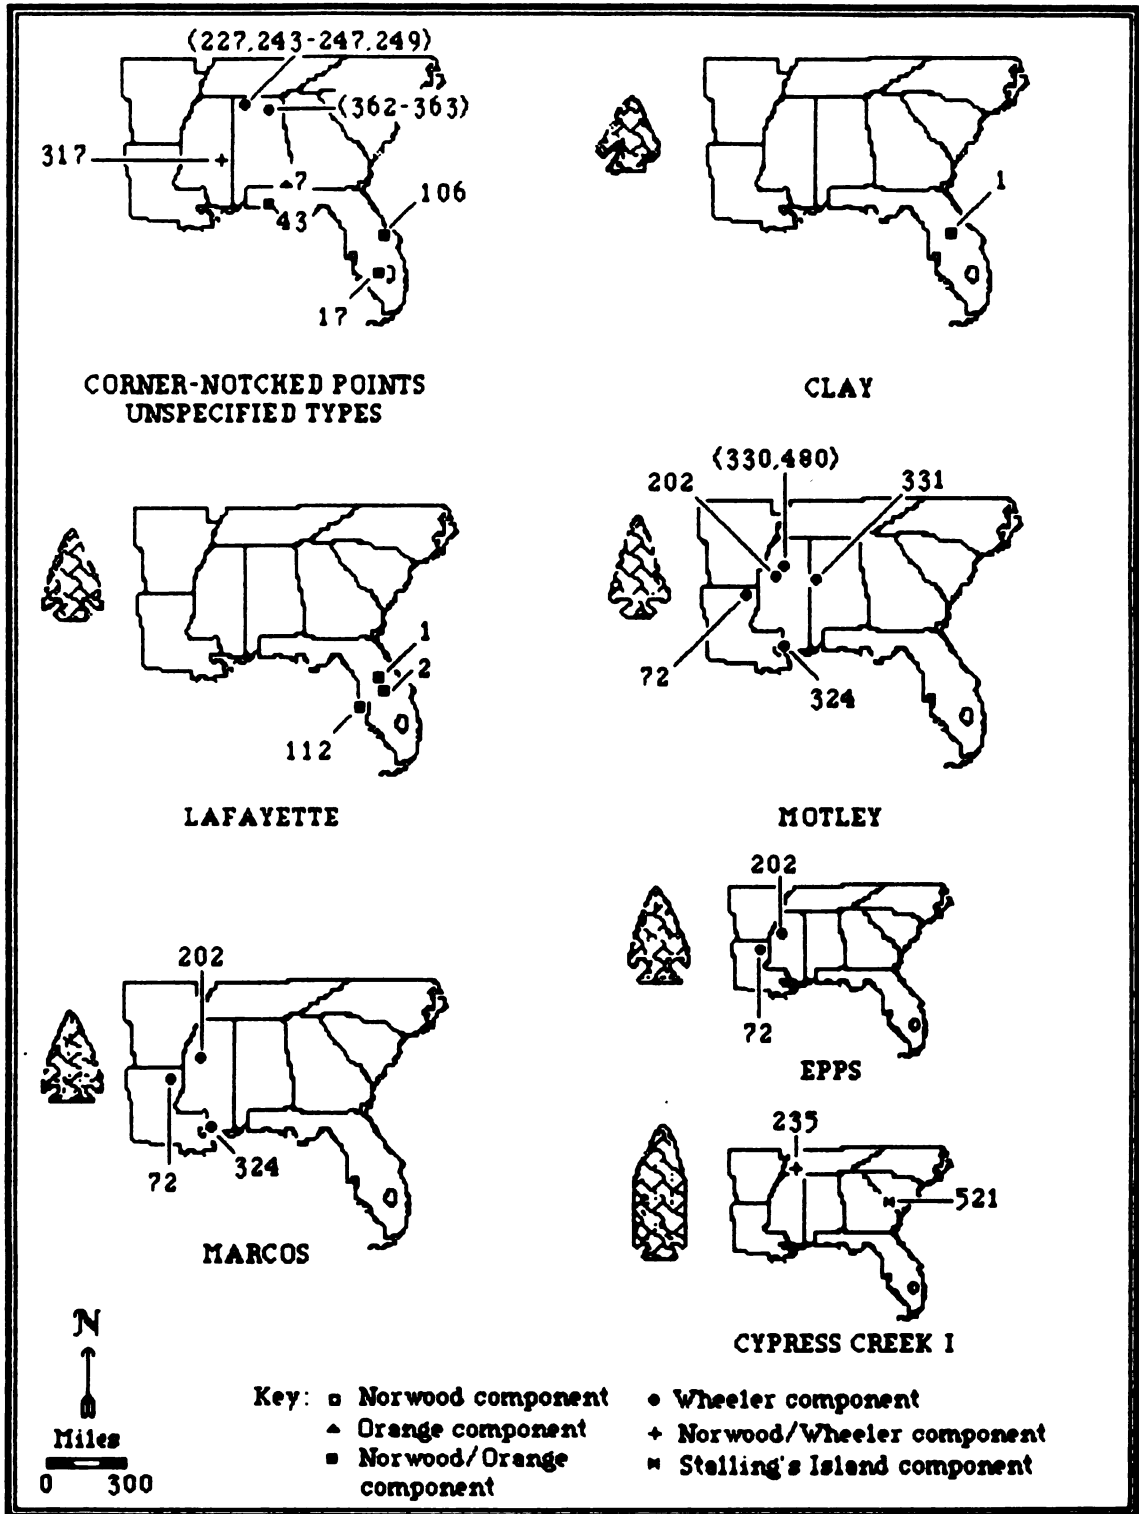 (227,243-247,249)
(362-363)
317
7
106
43
17
CORNER-NOTCHED POINTS
UNSPECIFIED TYPES
1
CLAY
1
2
112
LAFAYETTE
(330,480)
202
331
72
324
MOTLEY
202
72
324
MARCOS
202
72
EPPS
235
521
CYPRESS CREEK I
N
Miles
0 300
Key: Norwood component
Orange component
Norwood/Orange
component
Wheeler component
Norwood/Wheeler component
Stalling's Island component